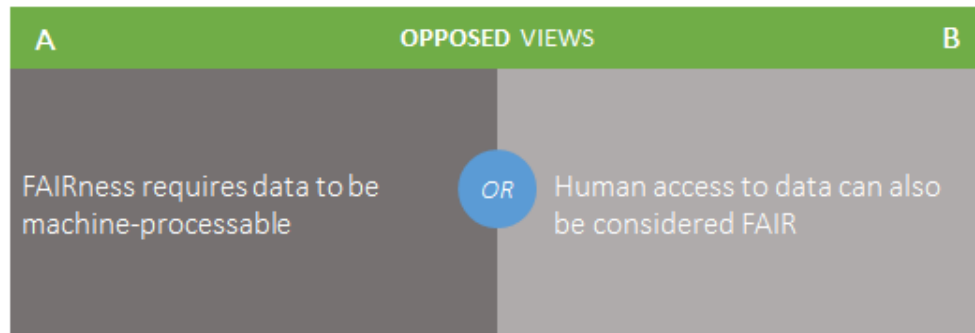 A OPPOSED VIEWS B
FAIRness requires data to be
machine-processable
OR
Human access to data can also
be considered FAIR